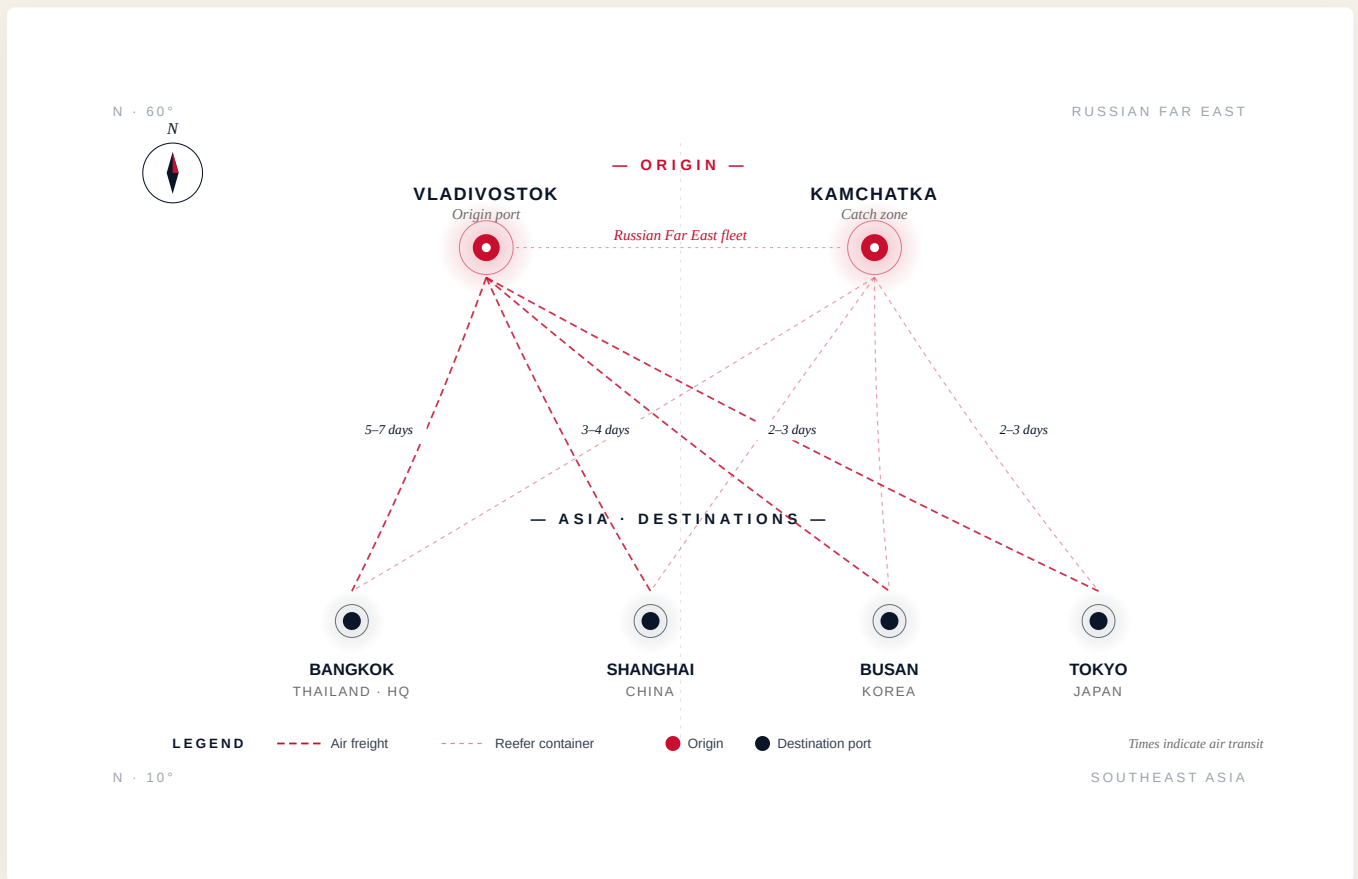 N · 60°
RUSSIAN FAR EAST
N
— ORIGIN —
VLADIVOSTOK
Origin port
KAMCHATKA
Catch zone
Russian Far East fleet
5–7 days
3–4 days
2–3 days
2–3 days
— ASIA · DESTINATIONS —
BANGKOK
THAILAND · HQ
SHANGHAI
CHINA
BUSAN
KOREA
TOKYO
JAPAN
LEGEND
Air freight
Reefer container
Origin
Destination port
Times indicate air transit
N · 10°
SOUTHEAST ASIA